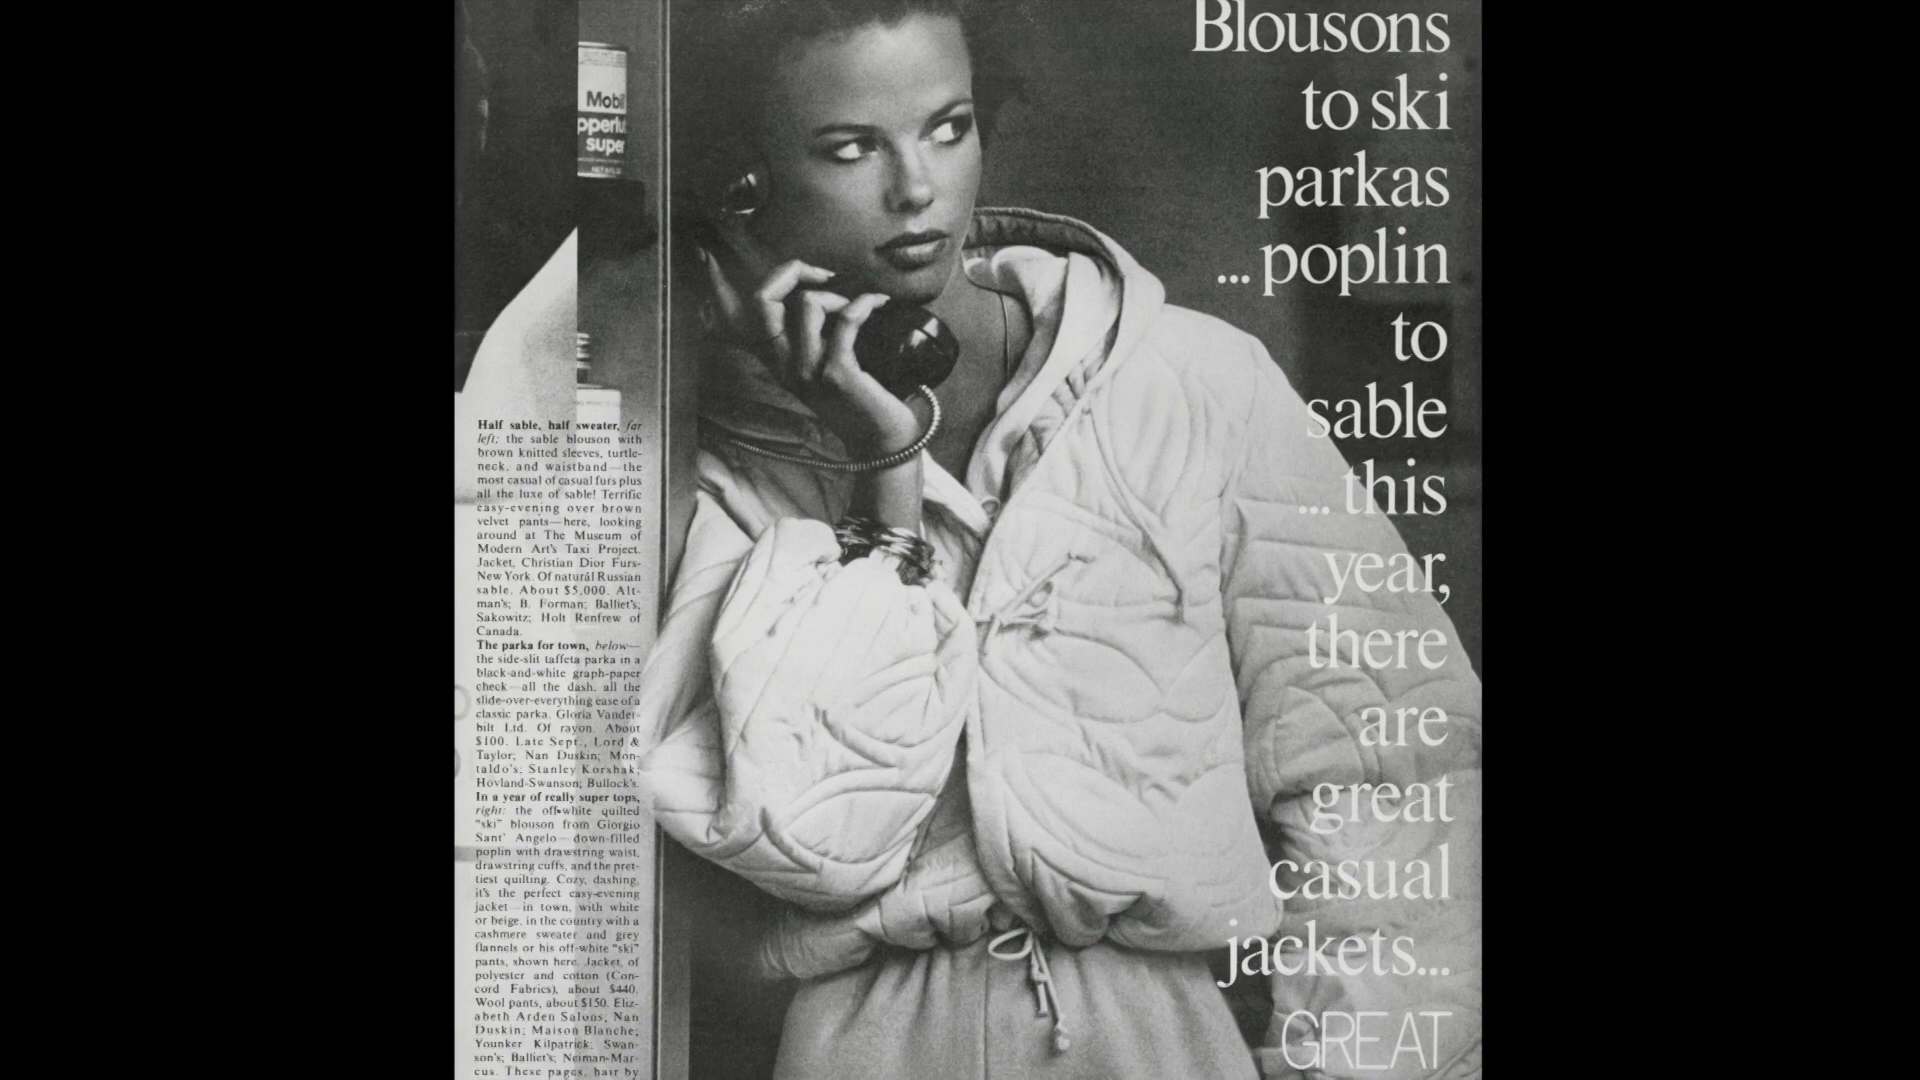 Mobil
pperlu
super
Blousons
to ski
parkas
... poplin
to
sable
... this
year,
there
are
great
casual
jackets...
GREAT
Half sable, half sweater, far
left; the sable blouson with
brown knitted sleeves, turtle-
neck, and waistband—the
most casual of casual furs plus
all the luxe of sable! Terrific
easy-evening over brown
velvet pants—here, looking
around at The Museum of
Modern Art's Taxi Project.
Jacket, Christian Dior Furs-
New York. Of natural Russian
sable. About $5,000. Alt-
man's; B. Forman; Balliet's;
Sakowitz; Holt Renfrew of
Canada.
The parka for town, below—
the side-slit taffeta parka in a
black-and-white graph-paper
check—all the dash, all the
slide-over-everything ease of a
classic parka. Gloria Vander-
bilt Ltd. Of rayon. About
$100. Late Sept., Lord &
Taylor; Nan Duskin; Mon-
taldo's; Stanley Korshak;
Hovland-Swanson; Bullock's.
In a year of really super tops,
right: the off-white quilted
"ski" blouson from Giorgio
Sant' Angelo—down-filled
poplin with drawstring waist,
drawstring cuffs, and the pret-
tiest quilting. Cozy, dashing,
it's the perfect easy-evening
jacket—in town, with white
or beige, in the country with a
cashmere sweater and grey
flannels or his off-white "ski"
pants, shown here. Jacket, of
polyester and cotton (Con-
cord Fabrics), about $440.
Wool pants, about $150. Eliz-
abeth Arden Salons; Nan
Duskin; Maison Blanche;
Younker Kilpatrick; Swan-
son's; Balliet's; Neiman-Mar-
cus. These pages, hair by